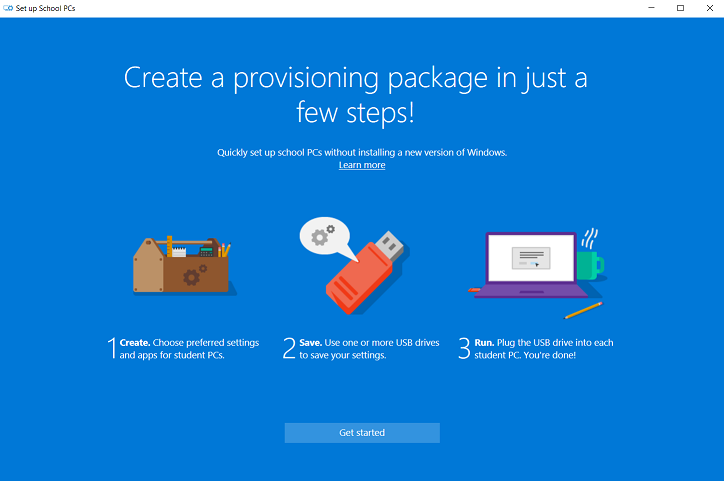 Set up School PCs
Create a provisioning package in just a
few steps!
Quickly set up school PCs without installing a new version of Windows.
Learn more
1 Create. Choose preferred settings
and apps for student PCs.
2 Save. Use one or more USB drives
to save your settings.
3 Run. Plug the USB drive into each
student PC. You're done!
Get started